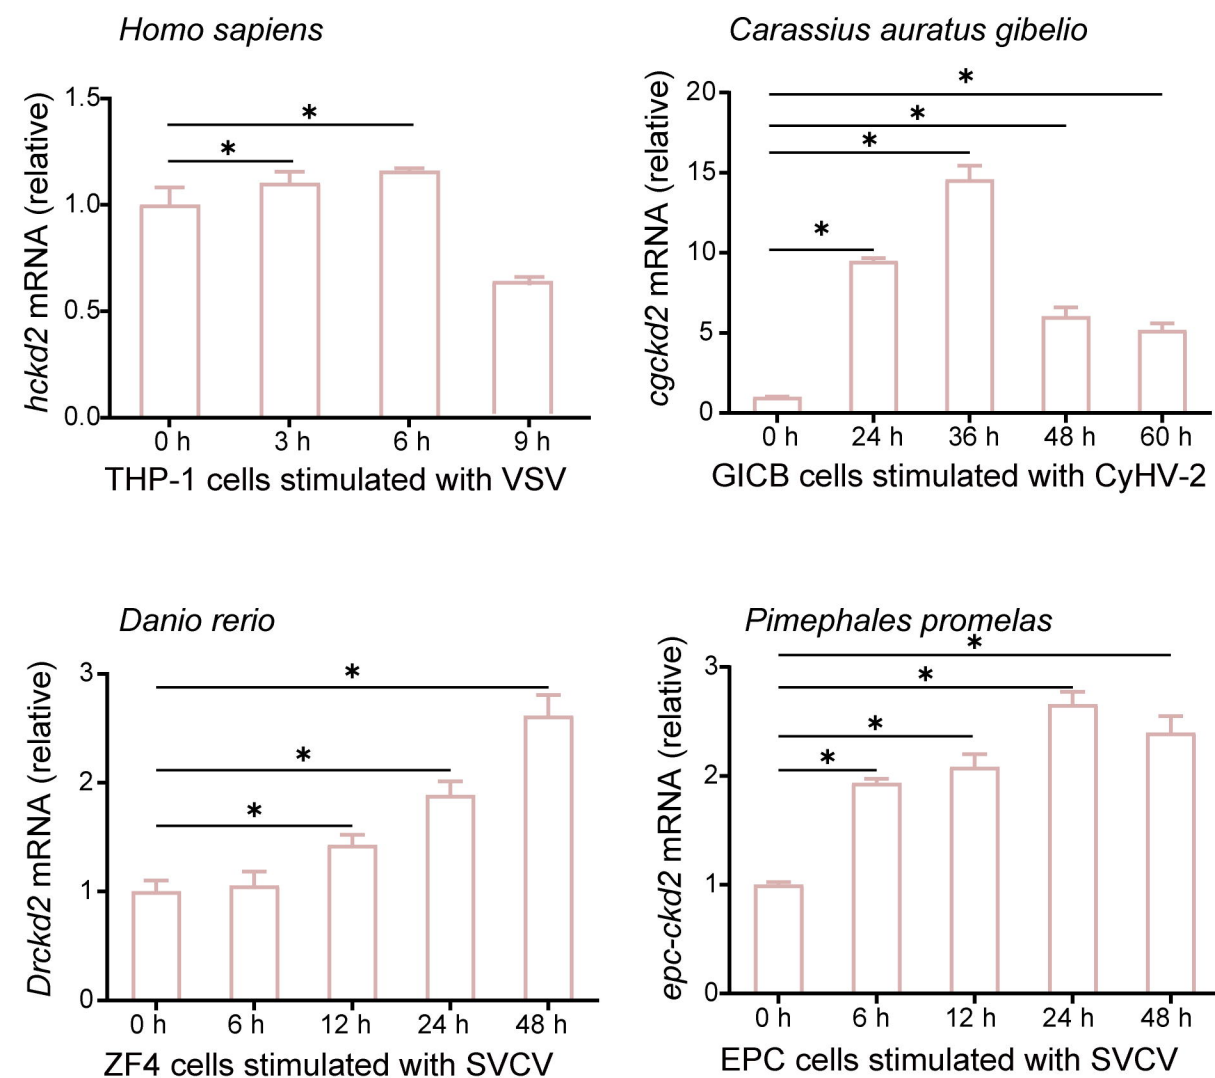 Homo sapiens
hckd2 mRNA (relative)
1.5
*
*
1.0
0.5
0.0
0 h 3 h 6 h 9 h
THP-1 cells stimulated with VSV
Carassius auratus gibelio
cgckd2 mRNA (relative)
20
*
*
*
15
*
10
5
0
0 h 24 h 36 h 48 h 60 h
GICB cells stimulated with CyHV-2
Danio rerio
Drckd2 mRNA (relative)
3
*
*
2
*
1
0
0 h 6 h 12 h 24 h 48 h
ZF4 cells stimulated with SVCV
Pimephales promelas
epc-ckd2 mRNA (relative)
*
3
*
*
*
2
1
0
0 h 6 h 12 h 24 h 48 h
EPC cells stimulated with SVCV